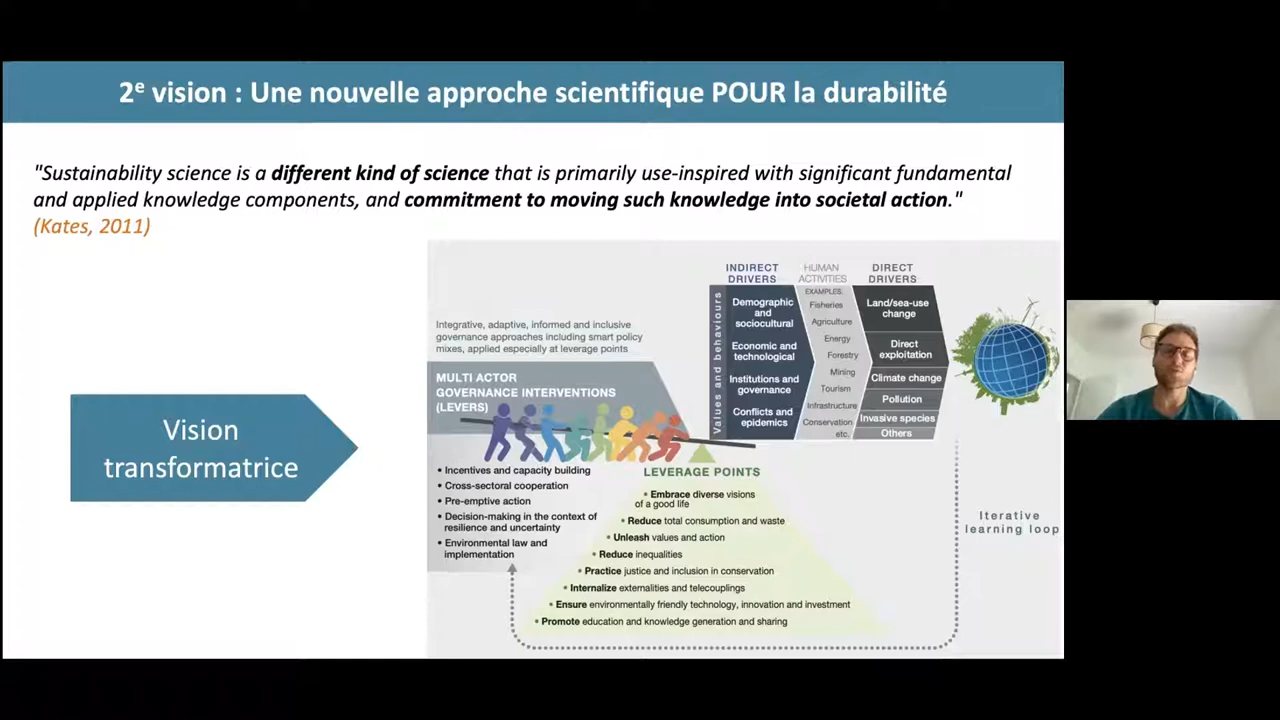 2e vision : Une nouvelle approche scientifique POUR la durabilité
"Sustainability science is a different kind of science that is primarily use-inspired with significant fundamental
and applied knowledge components, and commitment to moving such knowledge into societal action."
(Kates, 2011)
Vision
transformatrice
Integrative, adaptive, informed and inclusive
governance approaches including smart policy
mixes, applied especially at leverage points
MULTI ACTOR
GOVERNANCE INTERVENTIONS
(LEVERS)
• Incentives and capacity building
• Cross-sectoral cooperation
• Pre-emptive action
• Decision-making in the context of
resilience and uncertainty
• Environmental law and
implementation
Values and behaviours
INDIRECT
DRIVERS
Demographic
and
sociocultural
Economic and
technological
Institutions and
governance
Conflicts and
epidemics
HUMAN
ACTIVITIES
EXAMPLES:
Fisheries
Agriculture
Energy
Forestry
Mining
Tourism
Infrastructure
Conservation
etc.
DIRECT
DRIVERS
Land/sea-use
change
Direct
exploitation
Climate change
Pollution
Invasive species
Others
LEVERAGE POINTS
• Embrace diverse visions
of a good life
• Reduce total consumption and waste
• Unleash values and action
• Reduce inequalities
• Practice justice and inclusion in conservation
• Internalize externalities and telecouplings
• Ensure environmentally friendly technology, innovation and investment
• Promote education and knowledge generation and sharing
Iterative
learning loop